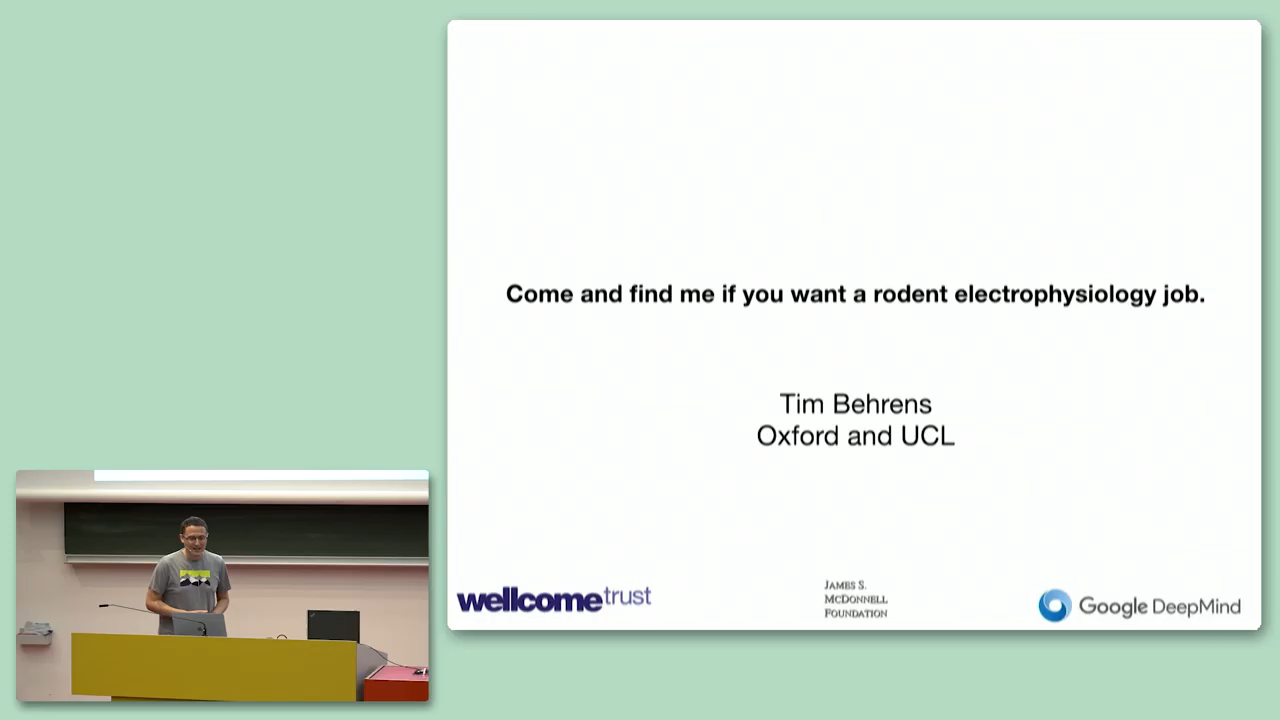 Come and find me if you want a rodent electrophysiology job.
Tim Behrens
Oxford and UCL
wellcometrust
JAMES S.
MCDONNELL
FOUNDATION
Google DeepMind